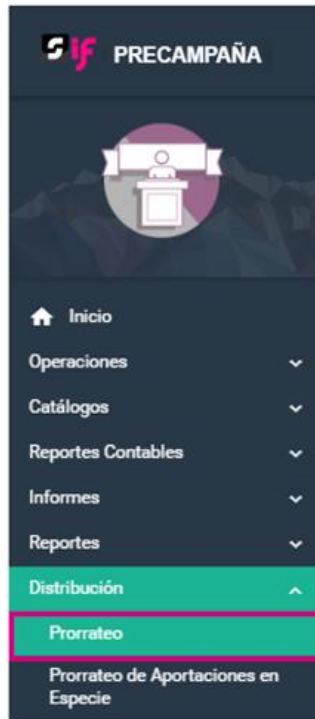 sif PRECAMPAÑA
Inicio
Operaciones
Catálogos
Reportes Contables
Informes
Reportes
Distribución
Prorrateo
Prorrateo de Aportaciones en
Especie